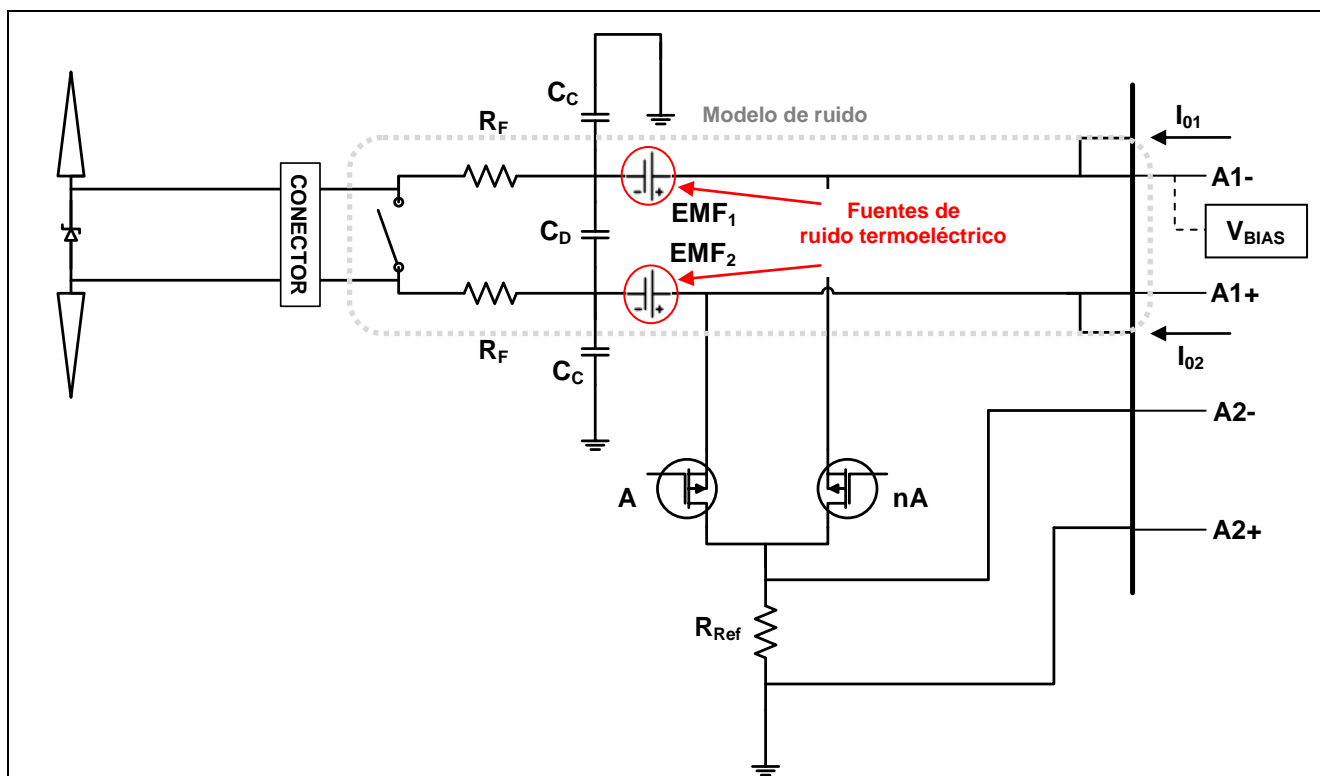 C_C
Modelo de ruido
I_01
R_F
A1-
CONECTOR
- +
EMF_1
Fuentes de
ruido termoeléctrico
V_BIAS
C_D
EMF_2
- +
A1+
R_F
C_C
I_02
A2-
A
nA
A2+
R_Ref